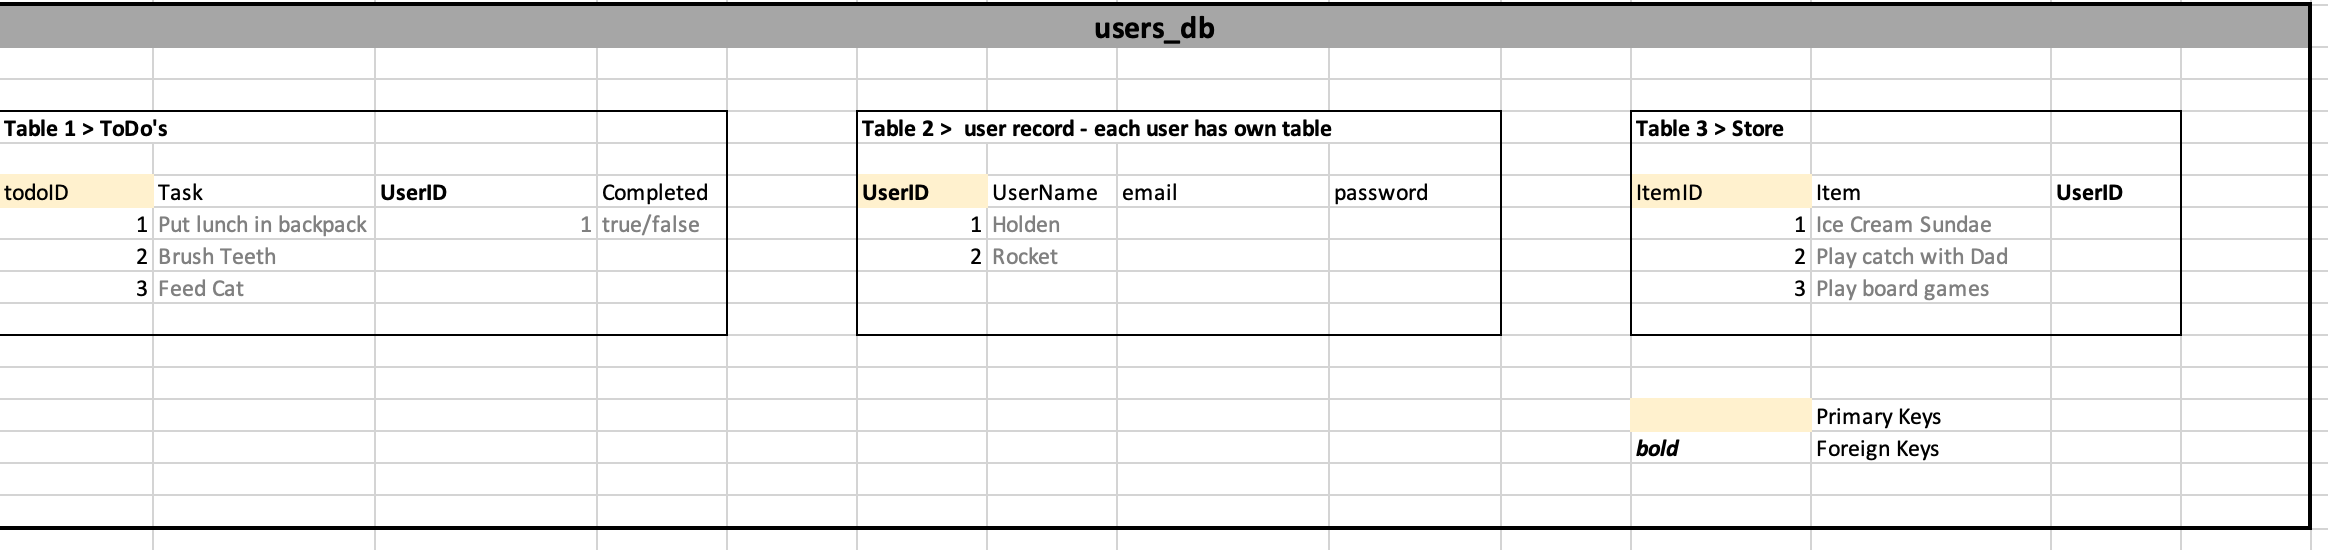 users_db
Table 1 > ToDo's
Table 2 >  user record - each user has own table
Table 3 > Store
todoID Task UserID Completed
UserID UserName email password
ItemID Item UserID
1 Put lunch in backpack 1 true/false
2 Brush Teeth
3 Feed Cat
1 Holden
2 Rocket
1 Ice Cream Sundae
2 Play catch with Dad
3 Play board games
Primary Keys
bold Foreign Keys